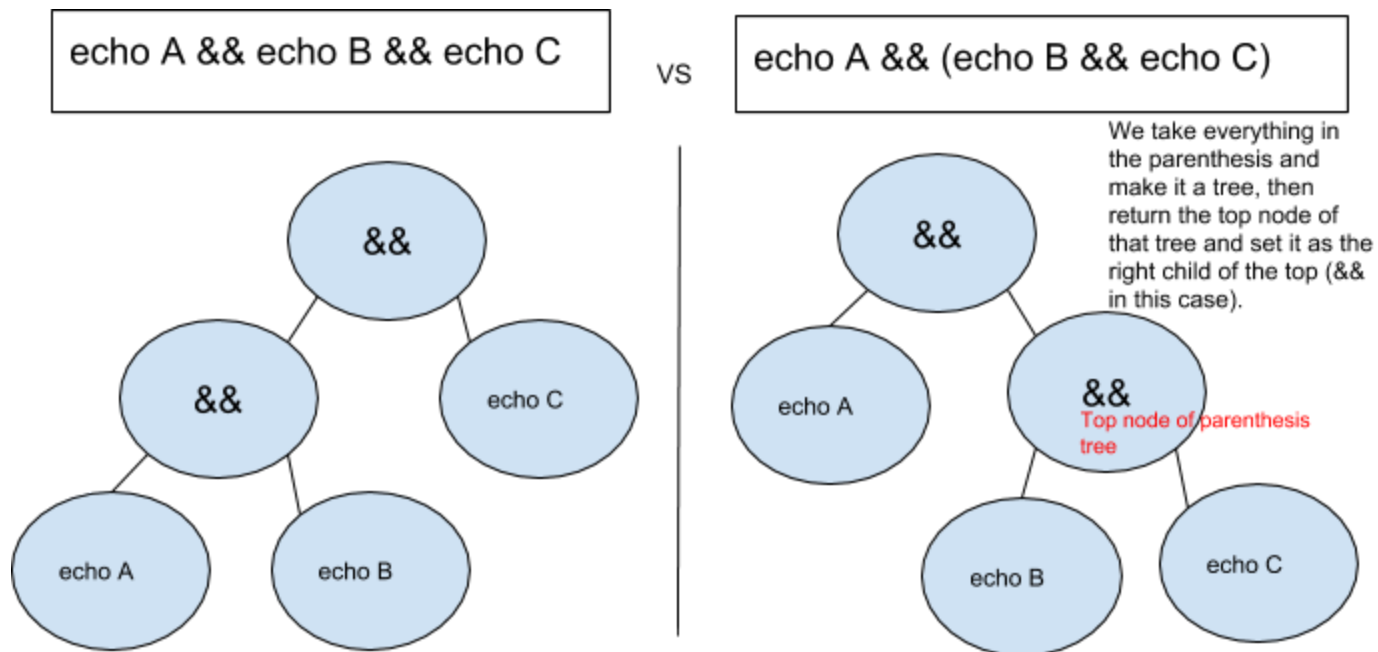 echo A && echo B && echo C
VS
echo A && (echo B && echo C)
We take everything in
the parenthesis and
make it a tree, then
return the top node of
that tree and set it as the
right child of the top (&&
in this case).
&&
&&
echo C
echo A
echo B
&&
echo A
&&
Top node of parenthesis
tree
echo B
echo C